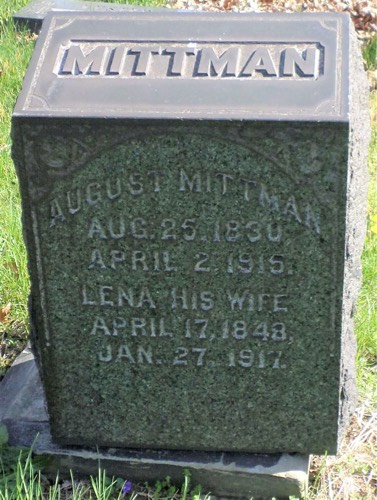 MITTMAN
AUGUST MITTMAN
AUG. 25, 1830
APRIL 2, 1915.
LENA HIS WIFE
APRIL 17, 1848,
JAN. 27, 1917.